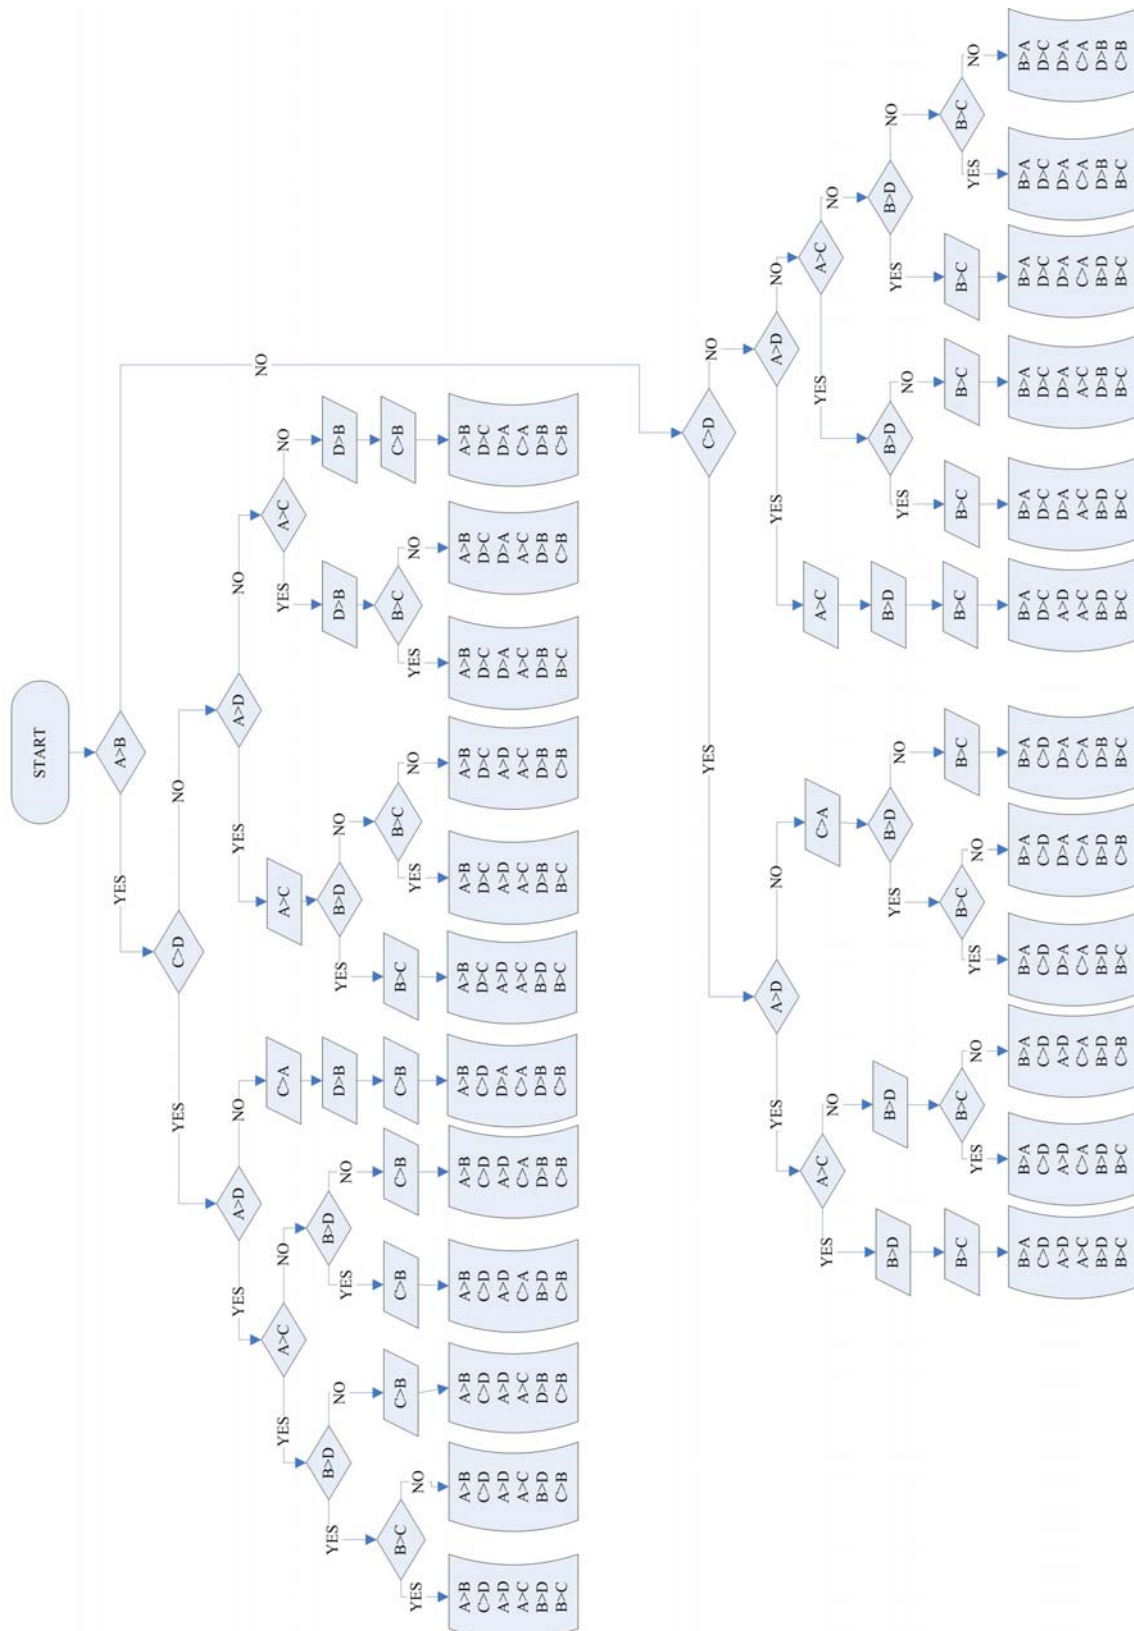 START
A>B
YES
NO
C>D
YES
NO
A>D
A>D
YES
NO
YES
NO
A>C
C>A
A>C
A>C
YES
NO
YES
NO
B>D
B>D
D>B
B>D
D>B
D>B
YES
NO
YES
NO
YES
NO
B>C
C>B
C>B
C>B
C>B
B>C
B>C
B>C
C>B
YES
NO
YES
NO
YES
NO
A>B
C>D
A>D
A>C
B>D
B>C
A>B
C>D
A>D
A>C
B>D
C>B
A>B
C>D
A>D
A>C
D>B
C>B
A>B
C>D
A>D
C>A
B>D
C>B
A>B
C>D
A>D
C>A
D>B
C>B
A>B
C>D
D>A
C>A
D>B
C>B
A>B
D>C
A>D
A>C
B>D
B>C
A>B
D>C
A>D
A>C
D>B
B>C
A>B
D>C
A>D
A>C
D>B
C>B
A>B
D>C
D>A
A>C
D>B
B>C
A>B
D>C
D>A
A>C
D>B
C>B
A>B
D>C
D>A
C>A
D>B
C>B
C>D
YES
NO
A>D
A>D
YES
NO
YES
NO
A>C
C>A
A>C
A>C
YES
NO
YES
NO
B>D
B>D
B>D
B>D
B>D
B>D
YES
NO
YES
NO
YES
NO
B>C
B>C
B>C
B>C
B>C
B>C
B>C
B>C
B>C
YES
NO
YES
NO
YES
NO
B>A
C>D
A>D
A>C
B>D
B>C
B>A
C>D
A>D
C>A
B>D
B>C
B>A
C>D
A>D
C>A
B>D
C>B
B>A
C>D
D>A
C>A
B>D
B>C
B>A
C>D
D>A
C>A
B>D
C>B
B>A
C>D
D>A
C>A
D>B
B>C
B>A
D>C
A>D
A>C
B>D
B>C
B>A
D>C
D>A
A>C
B>D
B>C
B>A
D>C
D>A
A>C
D>B
B>C
B>A
D>C
D>A
C>A
B>D
B>C
B>A
D>C
D>A
C>A
D>B
B>C
B>A
D>C
D>A
C>A
D>B
C>B